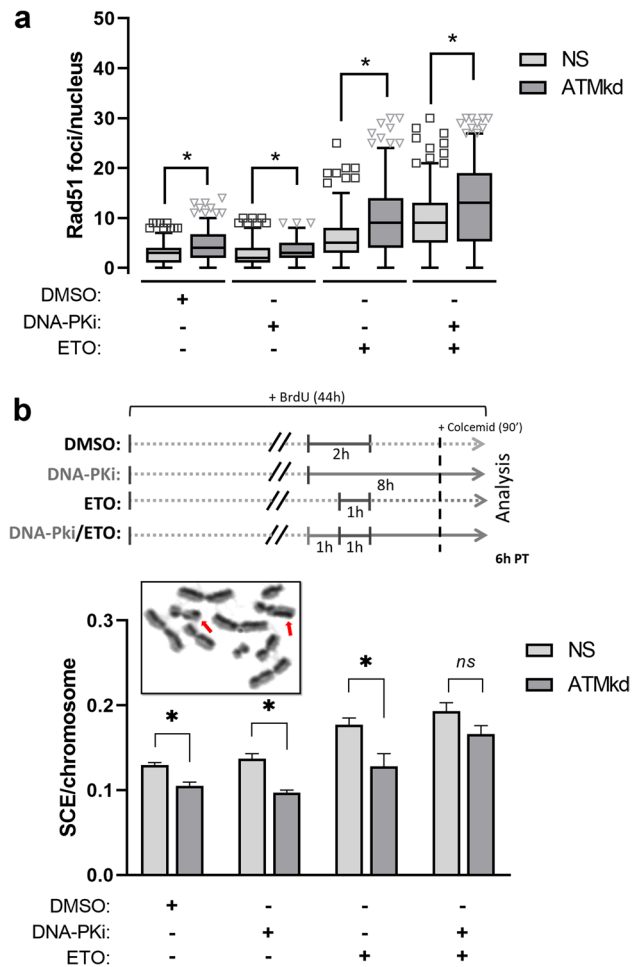 a
Rad51 foci/nucleus
50
40
30
20
10
0
* * * *
NS
ATMkd
DMSO: + - - -
DNA-PKi: - + - +
ETO: - - + +
b
+ BrdU (44h)
+ Colcemid (90')
DMSO: 2h
DNA-PKi: 8h
ETO: 1h
DNA-Pki/ETO: 1h 1h
Analysis
6h PT
SCE/chromosome
0.3
0.2
0.1
0.0
* * * ns
NS
ATMkd
DMSO: + - - -
DNA-PKi: - + - +
ETO: - - + +